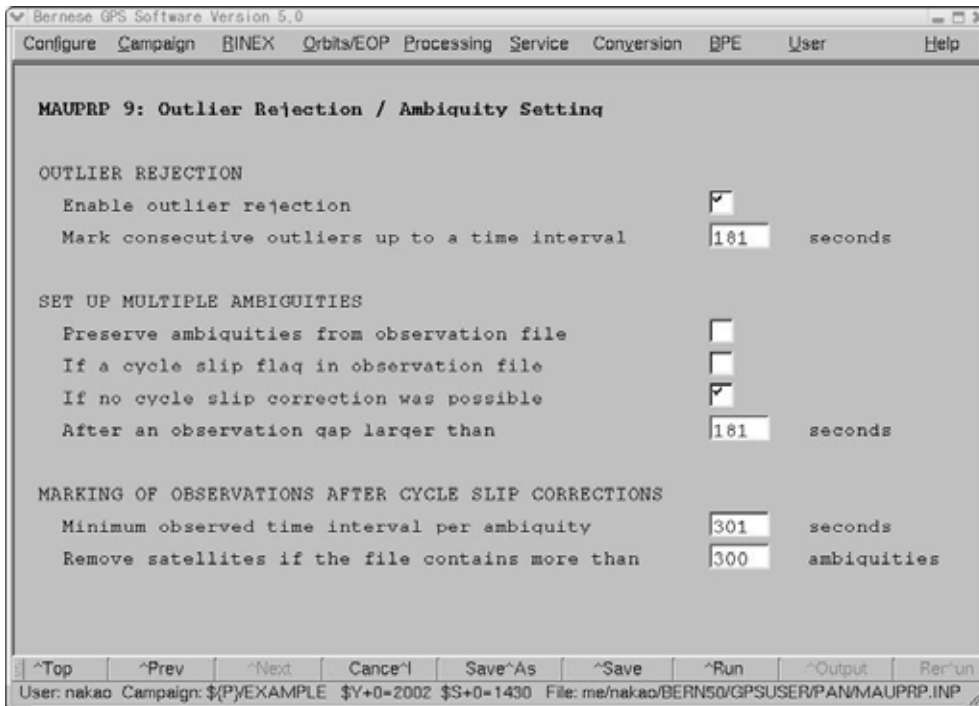 Bernese GPS Software Version 5.0
Configure Campaign RINEX Orbits/EOP Processing Service Conversion BPE User Help
MAUPRP 9: Outlier Rejection / Ambiguity Setting
OUTLIER REJECTION
Enable outlier rejection
Mark consecutive outliers up to a time interval 181 seconds
SET UP MULTIPLE AMBIGUITIES
Preserve ambiguities from observation file
If a cycle slip flag in observation file
If no cycle slip correction was possible
After an observation gap larger than 181 seconds
MARKING OF OBSERVATIONS AFTER CYCLE SLIP CORRECTIONS
Minimum observed time interval per ambiguity 301 seconds
Remove satellites if the file contains more than 300 ambiguities
^Top ^Prev ^Next Cance^l Save^As ^Save ^Run ^Output Rer^un
User: nakao Campaign: ${P}/EXAMPLE $Y+0=2002 $S+0=1430 File: me/nakao/BERN50/GPSUSER/PAN/MAUPRP.INP